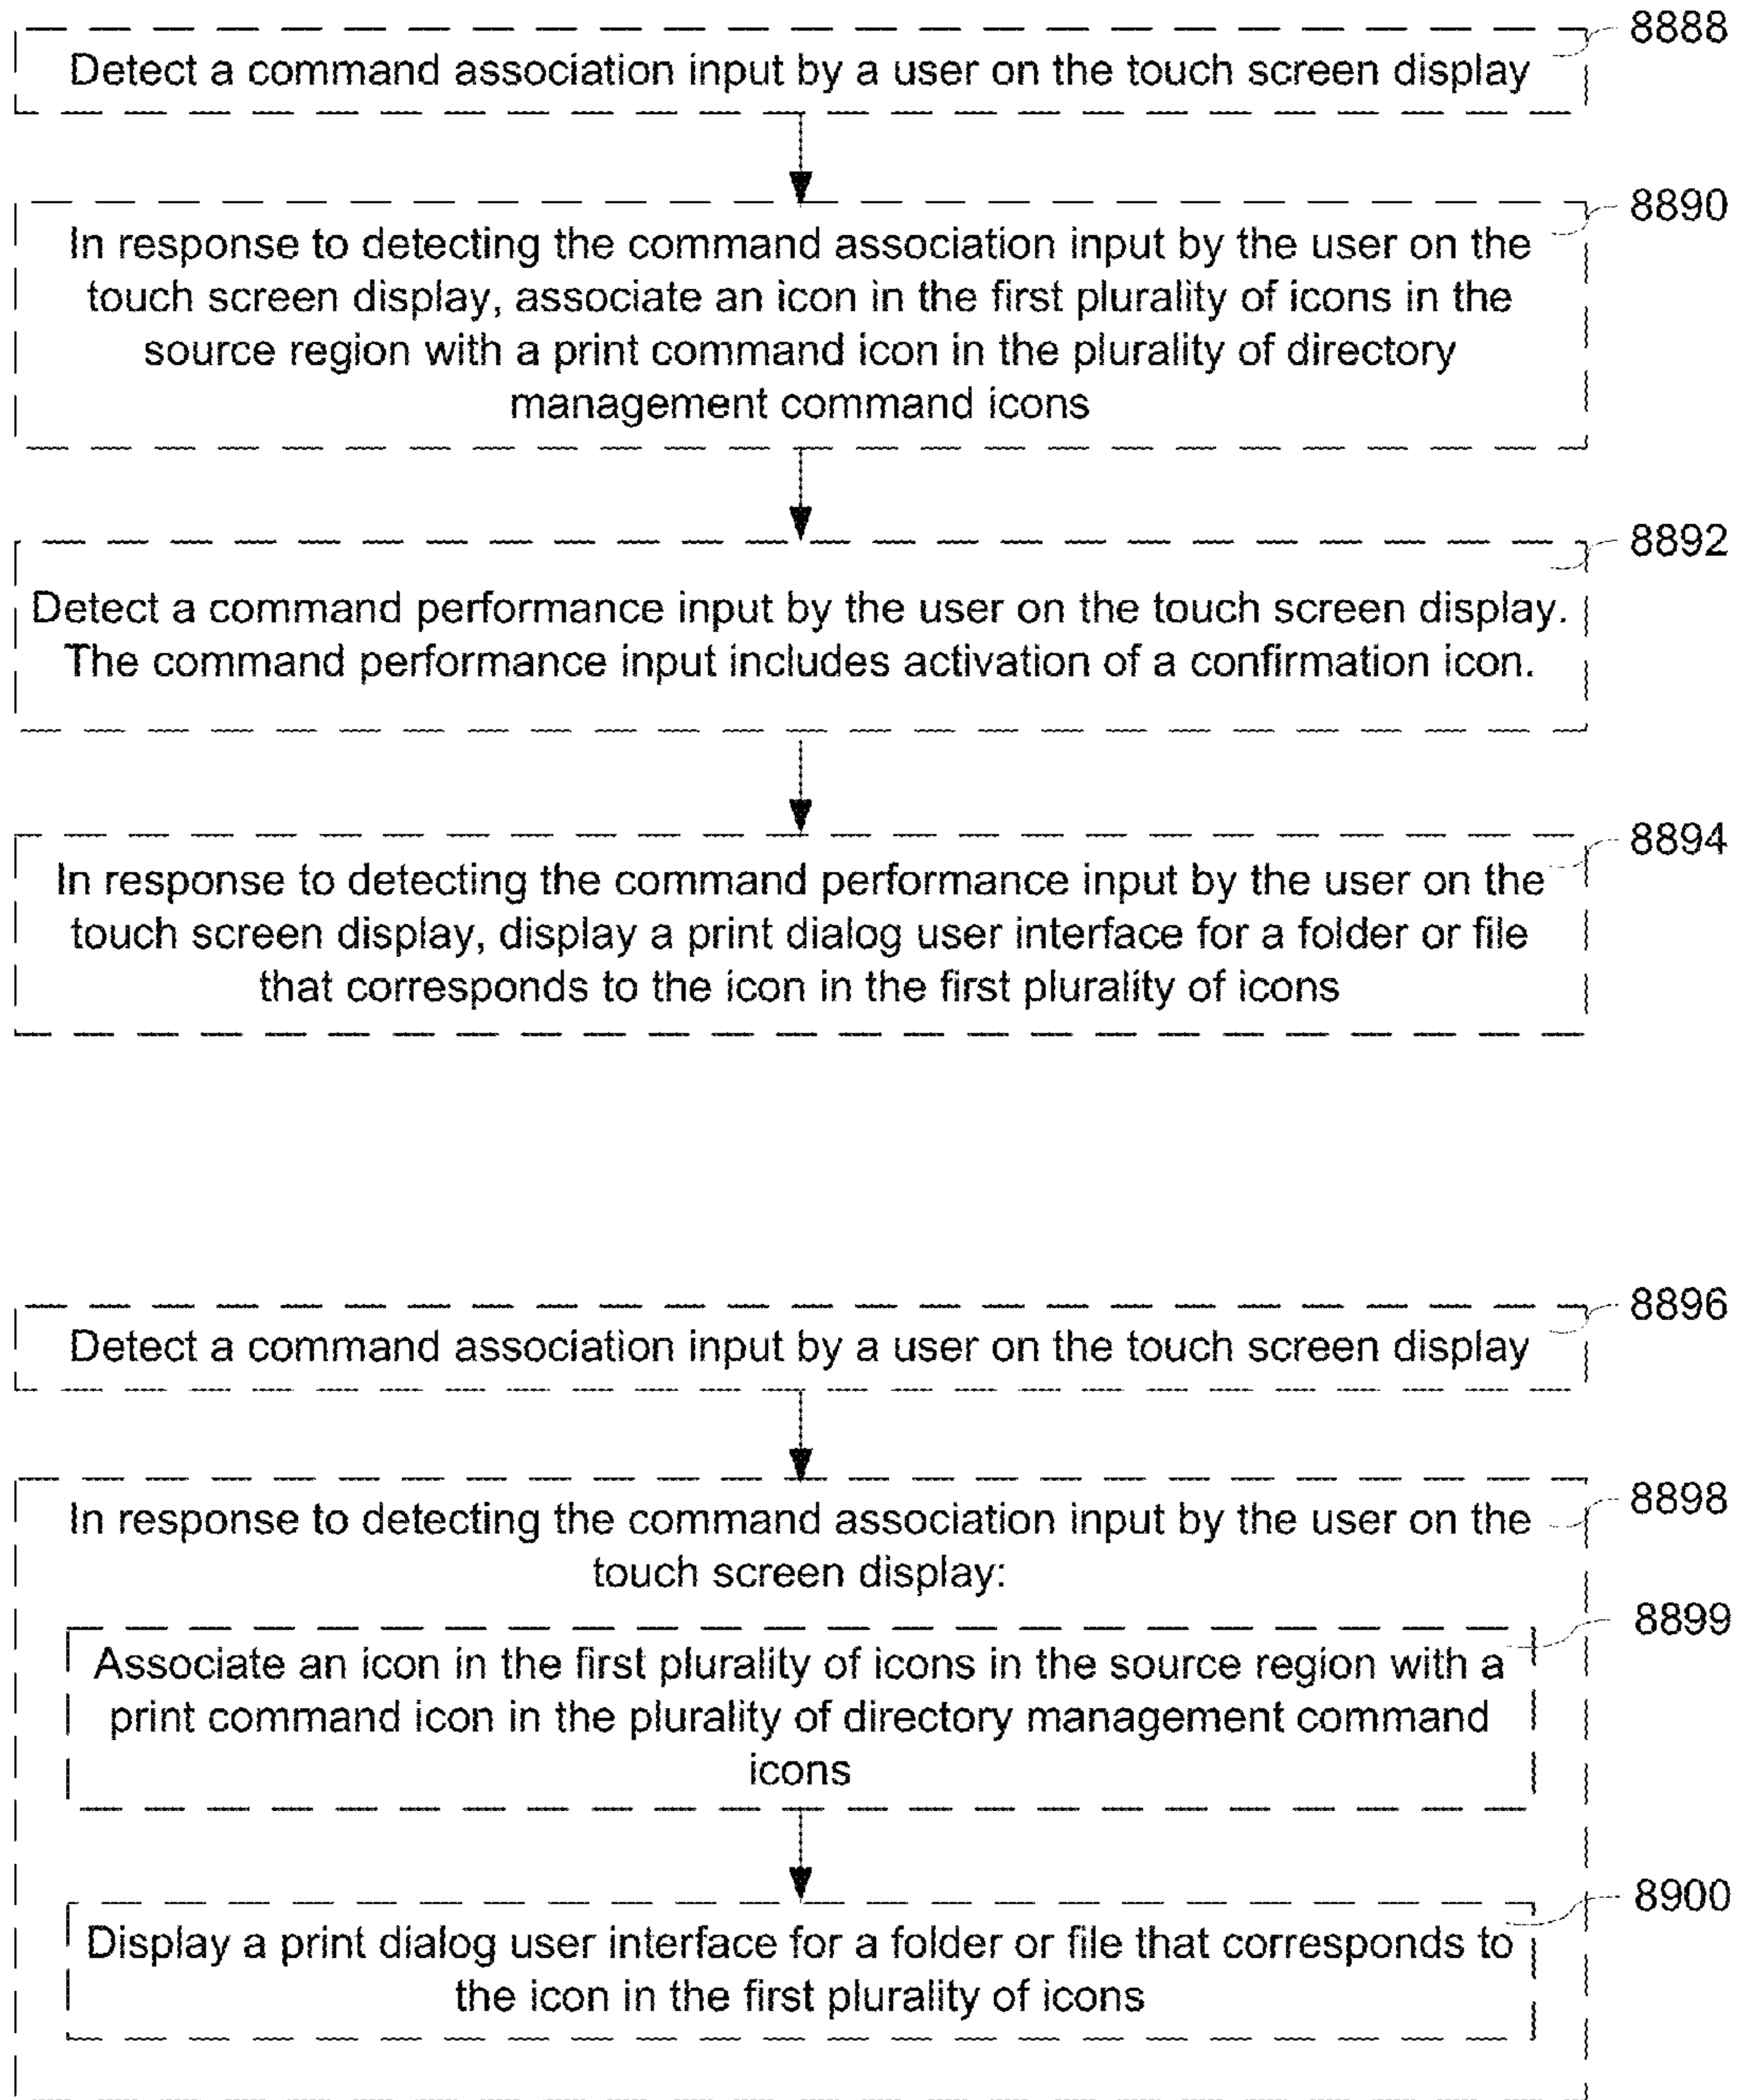 8888
Detect a command association input by a user on the touch screen display
8890
In response to detecting the command association input by the user on the
touch screen display, associate an icon in the first plurality of icons in the
source region with a print command icon in the plurality of directory
management command icons
8892
Detect a command performance input by the user on the touch screen display.
The command performance input includes activation of a confirmation icon.
8894
In response to detecting the command performance input by the user on the
touch screen display, display a print dialog user interface for a folder or file
that corresponds to the icon in the first plurality of icons
8896
Detect a command association input by a user on the touch screen display
8898
In response to detecting the command association input by the user on the
touch screen display:
8899
Associate an icon in the first plurality of icons in the source region with a
print command icon in the plurality of directory management command
icons
8900
Display a print dialog user interface for a folder or file that corresponds to
the icon in the first plurality of icons